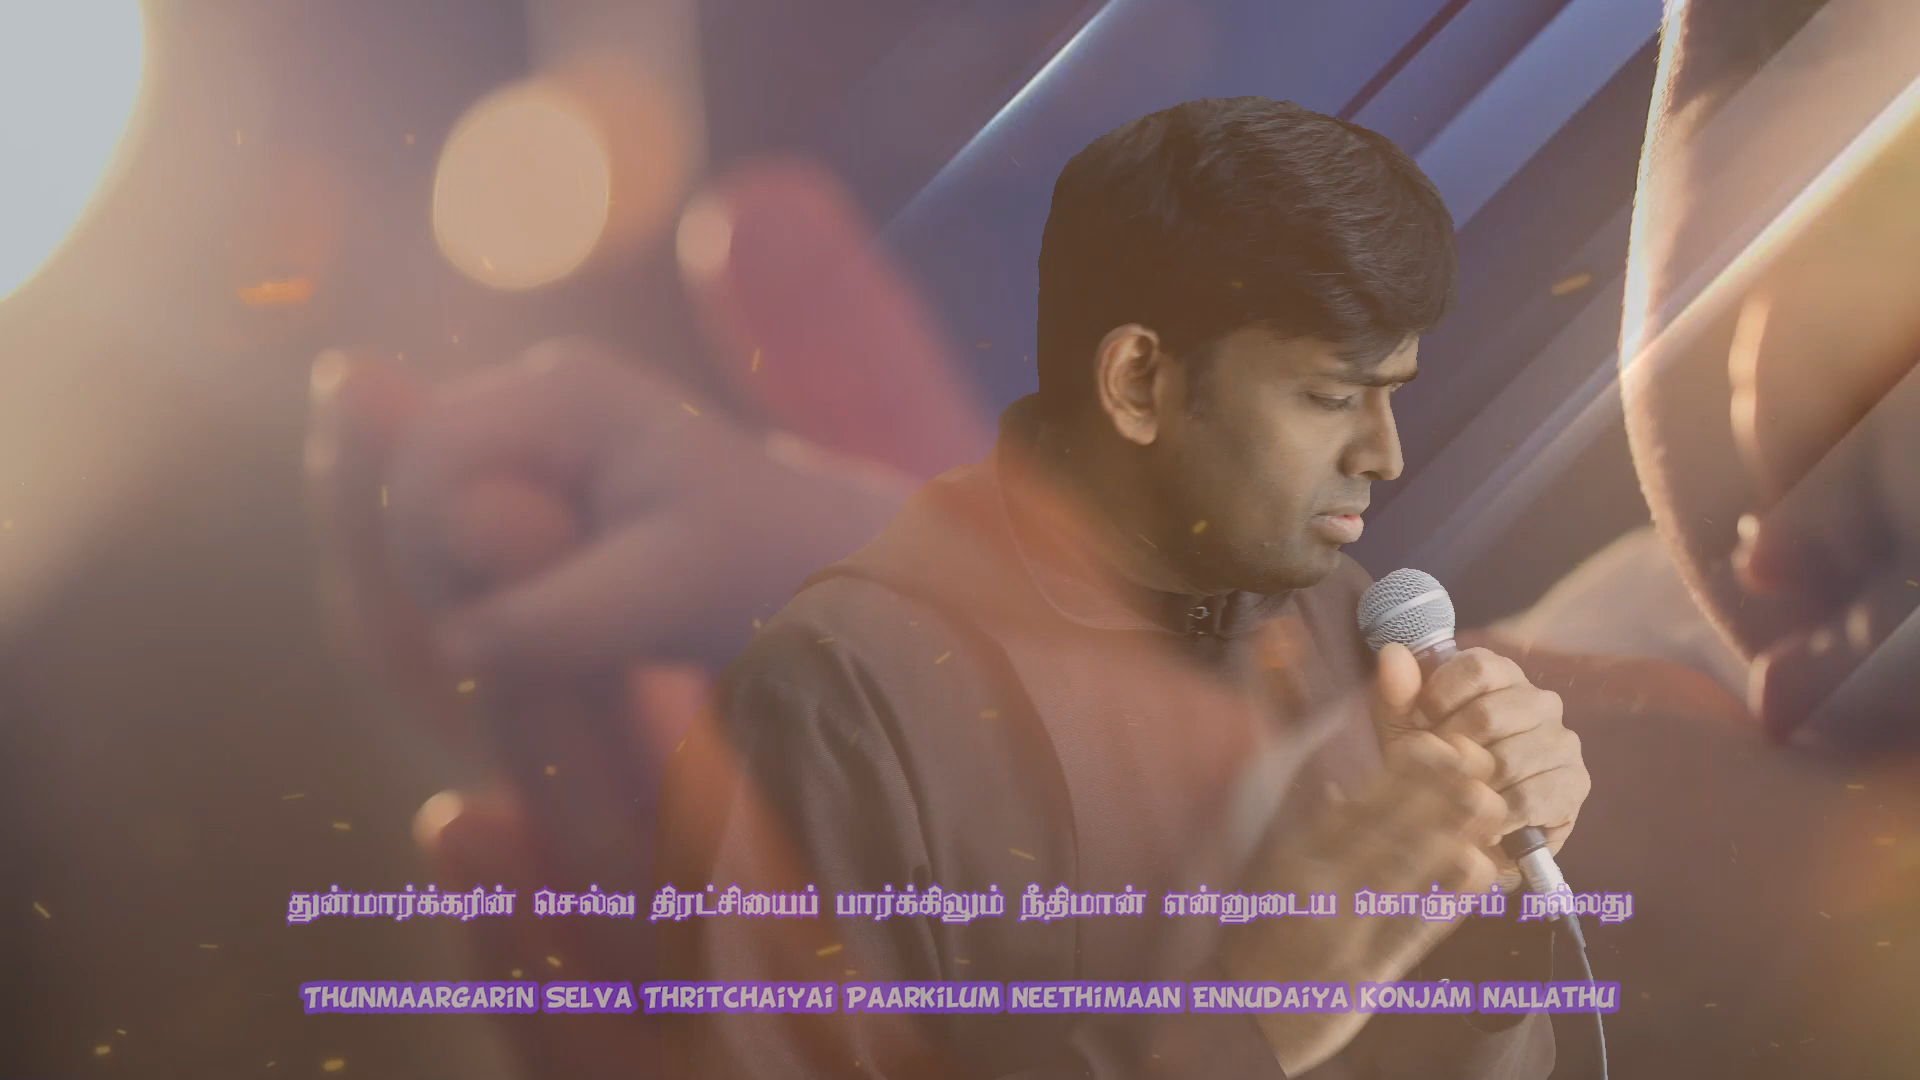 துன்மார்க்கரின் செல்வ திரட்சியைப் பார்க்கிலும் நீதிமான் என்னுடைய கொஞ்சம் நல்லது
THUNMAARGARIN SELVA THRITCHAIYAI PAARKILUM NEETHIMAAN ENNUDAIYA KONJAM NALLATHU